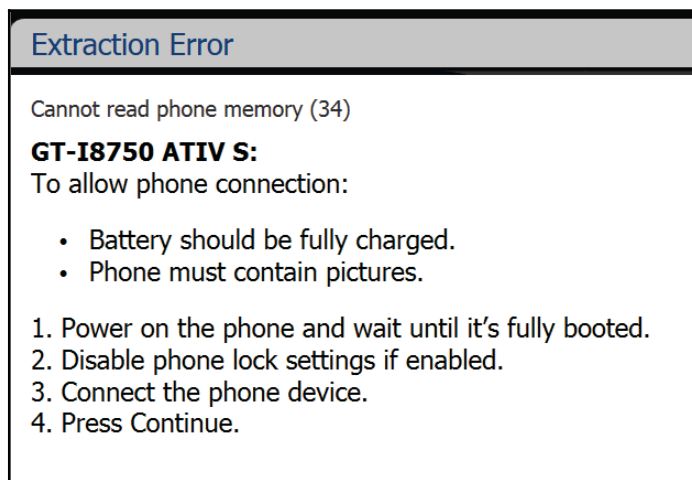 Extraction Error
Cannot read phone memory (34)
GT-I8750 ATIV S:
To allow phone connection:
• Battery should be fully charged.
• Phone must contain pictures.
1. Power on the phone and wait until it's fully booted.
2. Disable phone lock settings if enabled.
3. Connect the phone device.
4. Press Continue.